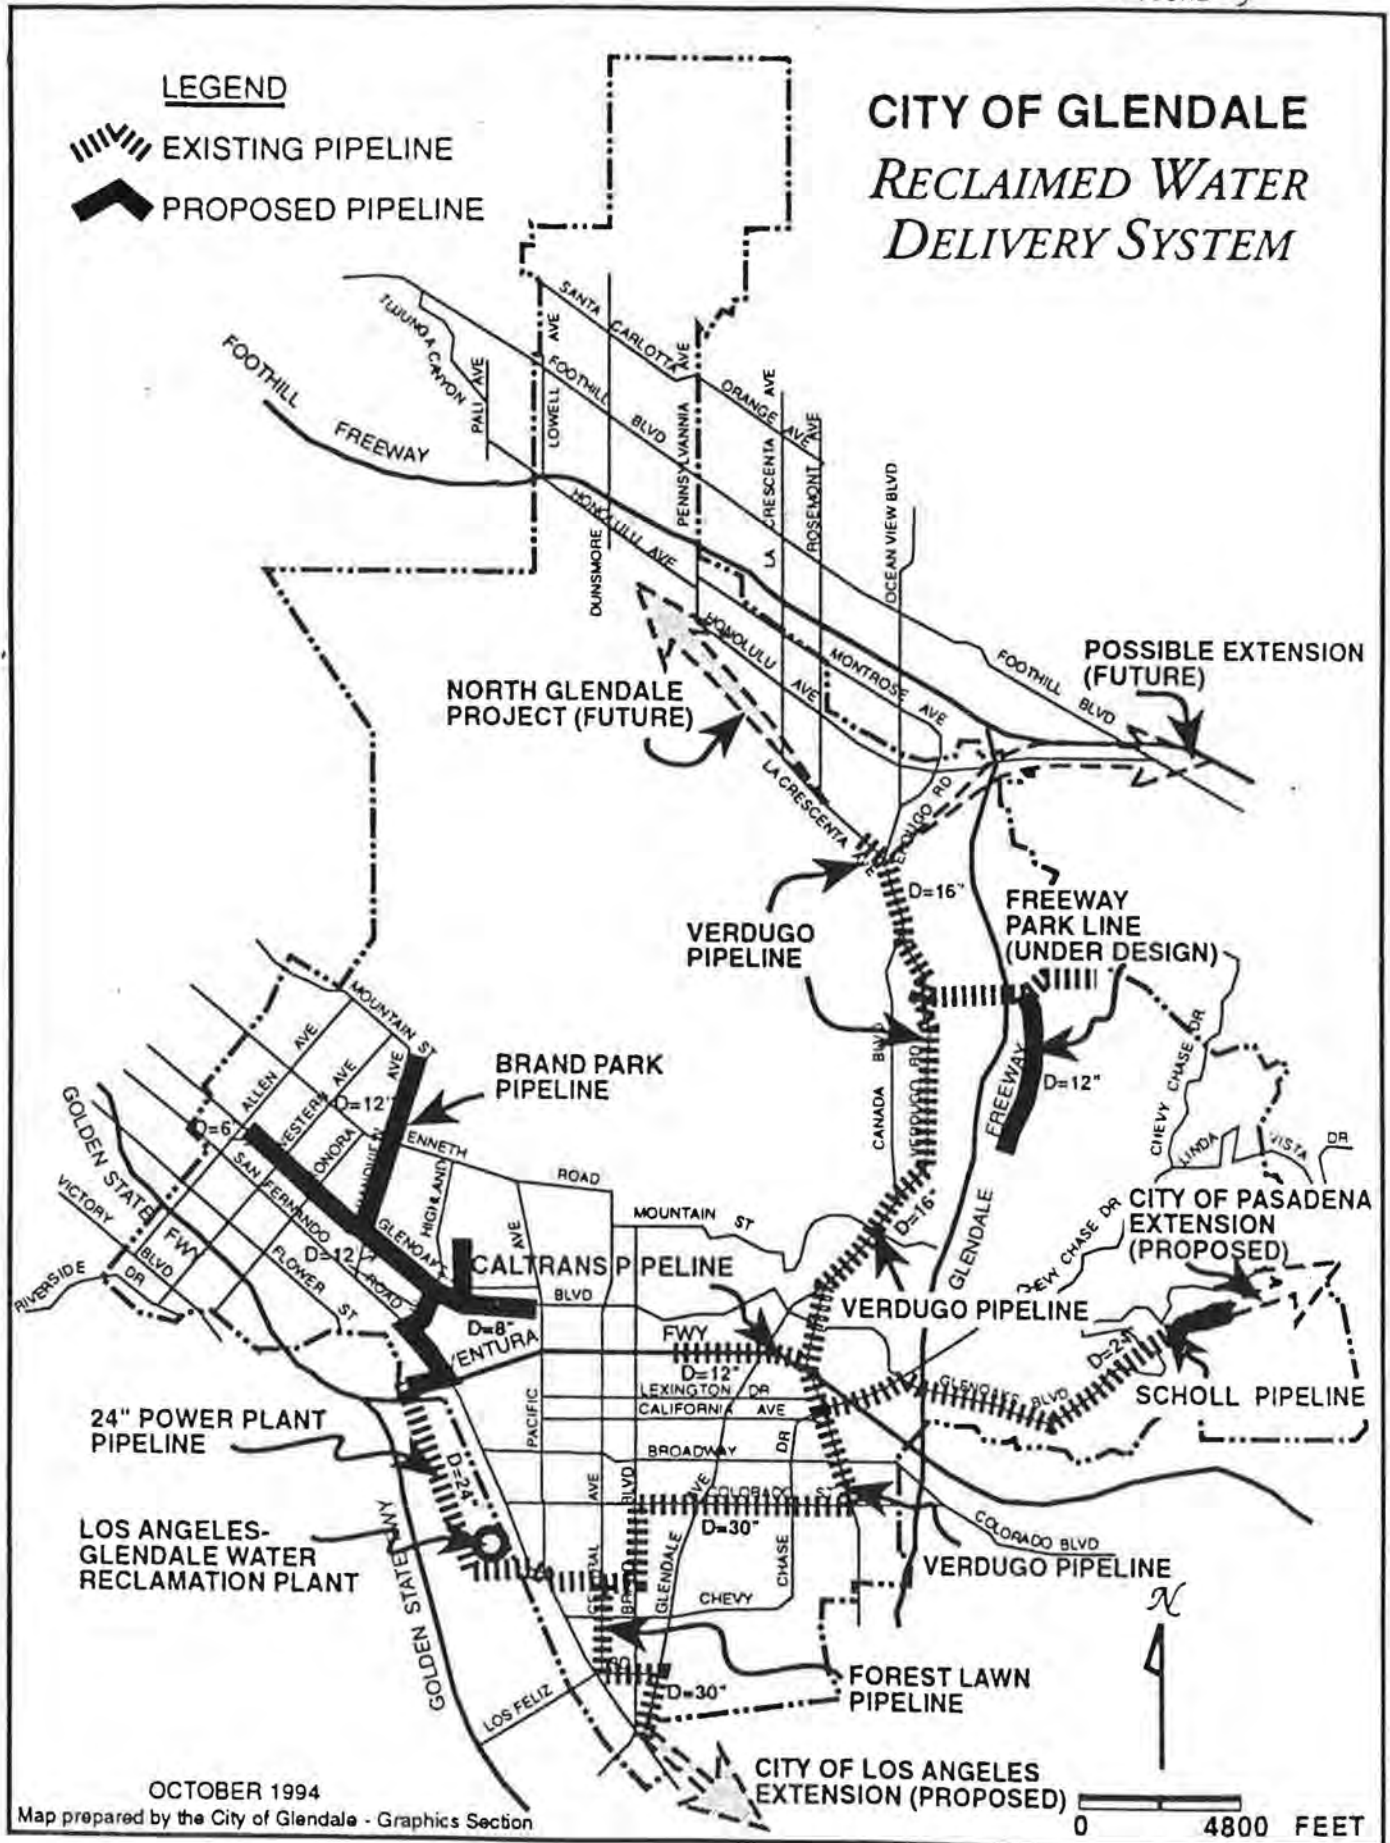 LEGEND
EXISTING PIPELINE
PROPOSED PIPELINE
CITY OF GLENDALE
RECLAIMED WATER
DELIVERY SYSTEM
SANTA
CARLOTTA
AVE
TUJUNGA CANYON
PALI AVE
LOWELL AVE
FOOTHILL
BLVD
ORANGE AVE
PENNSYLVANNIA AVE
LA CRESCENTA AVE
ROSEMONT AVE
OCEAN VIEW BLVD
FOOTHILL
FREEWAY
HONOLULU AVE
DUNSMORE
HONOLULU AVE
MONTROSE AVE
FOOTHILL BLVD
POSSIBLE EXTENSION
(FUTURE)
NORTH GLENDALE
PROJECT (FUTURE)
LA CRESCENTA AVE
VERDUGO RD
D=16"
VERDUGO
PIPELINE
FREEWAY
PARK LINE
(UNDER DESIGN)
MOUNTAIN ST
ALLEN AVE
WESTERN AVE
D=12"
AVE
BRAND PARK
PIPELINE
CANADA BLVD
VERDUGO RD
FREEWAY
D=12"
CHEVY CHASE DR
LINDA
VISTA
DR
GOLDEN STATE
FWY
D=6"
SAN FERNANDO
ROAD
VICTORY
BLVD
RIVERSIDE
DR
FLOWER ST
D=12
GLENOAKS
HIGHLAND
ENNETH
ROAD
AVE
MOUNTAIN ST
D=16"
GLENDALE
CHEVY CHASE DR
CITY OF PASADENA
EXTENSION
(PROPOSED)
CALTRANS PIPELINE
BLVD
D=8"
VENTURA
FWY
D=12"
VERDUGO PIPELINE
D=24"
SCHOLL PIPELINE
LEXINGTON DR
CALIFORNIA AVE
GLENOAKS BLVD
24" POWER PLANT
PIPELINE
D=24"
PACIFIC
BROADWAY
DR
AVE
BLVD
AVE
COLORADO ST
D=30"
COLORADO BLVD
LOS ANGELES-
GLENDALE WATER
RECLAMATION PLANT
GLENDALE
CHEVY
CHASE
VERDUGO PIPELINE
GOLDEN STATE
LOS FELIZ
D=30"
FOREST LAWN
PIPELINE
N
CITY OF LOS ANGELES
EXTENSION (PROPOSED)
0 4800 FEET
OCTOBER 1994
Map prepared by the City of Glendale - Graphics Section